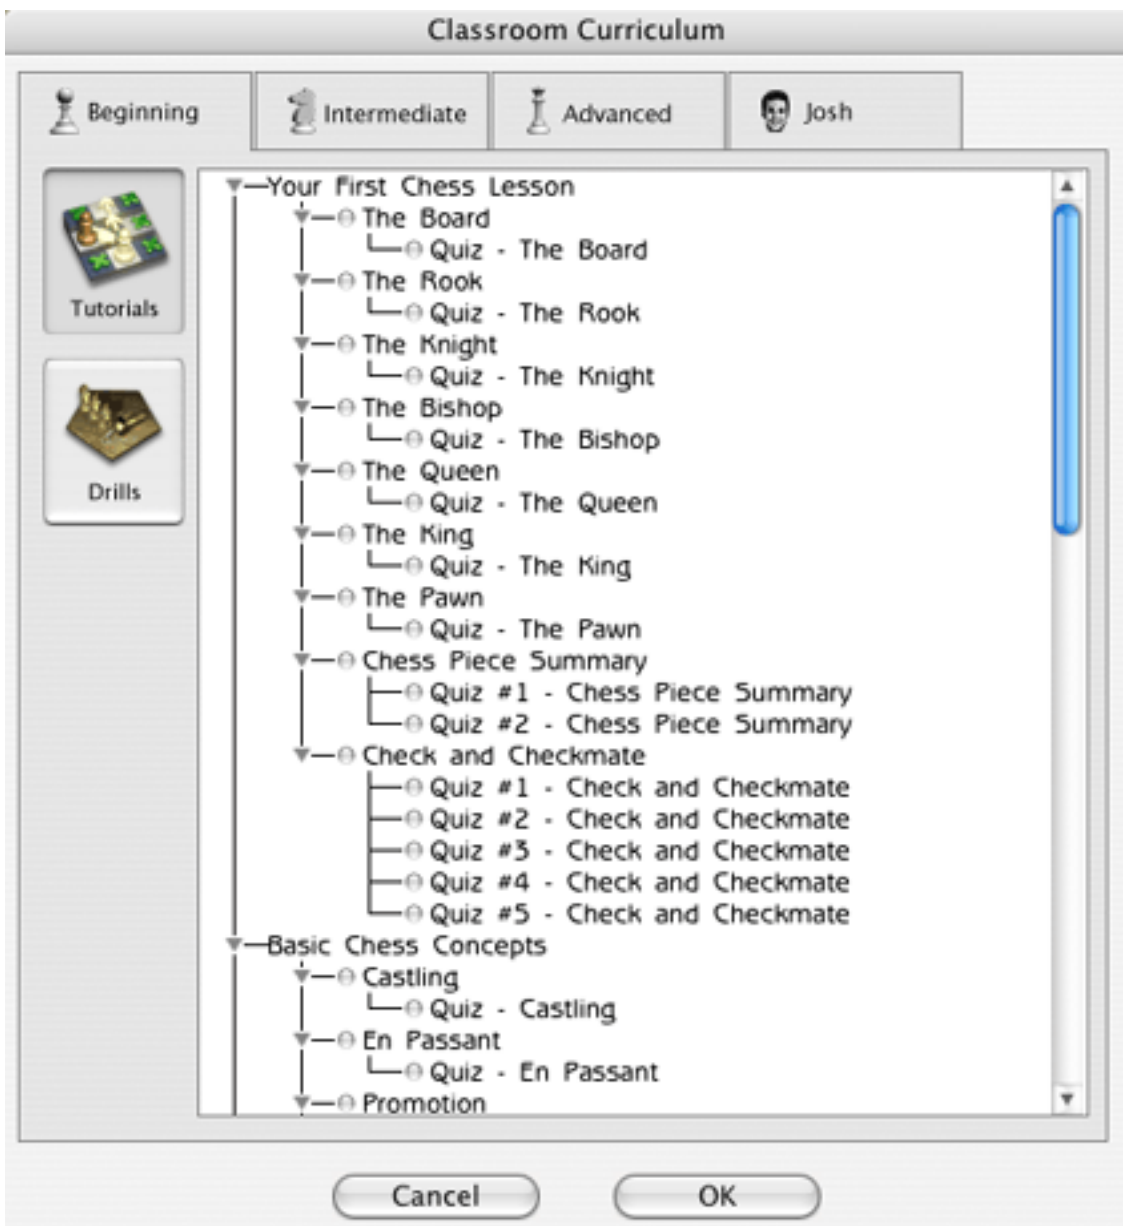 Classroom Curriculum
Beginning
Intermediate
Advanced
Josh
Tutorials
Drills
Your First Chess Lesson
The Board
Quiz - The Board
The Rook
Quiz - The Rook
The Knight
Quiz - The Knight
The Bishop
Quiz - The Bishop
The Queen
Quiz - The Queen
The King
Quiz - The King
The Pawn
Quiz - The Pawn
Chess Piece Summary
Quiz #1 - Chess Piece Summary
Quiz #2 - Chess Piece Summary
Check and Checkmate
Quiz #1 - Check and Checkmate
Quiz #2 - Check and Checkmate
Quiz #3 - Check and Checkmate
Quiz #4 - Check and Checkmate
Quiz #5 - Check and Checkmate
Basic Chess Concepts
Castling
Quiz - Castling
En Passant
Quiz - En Passant
Promotion
Cancel
OK